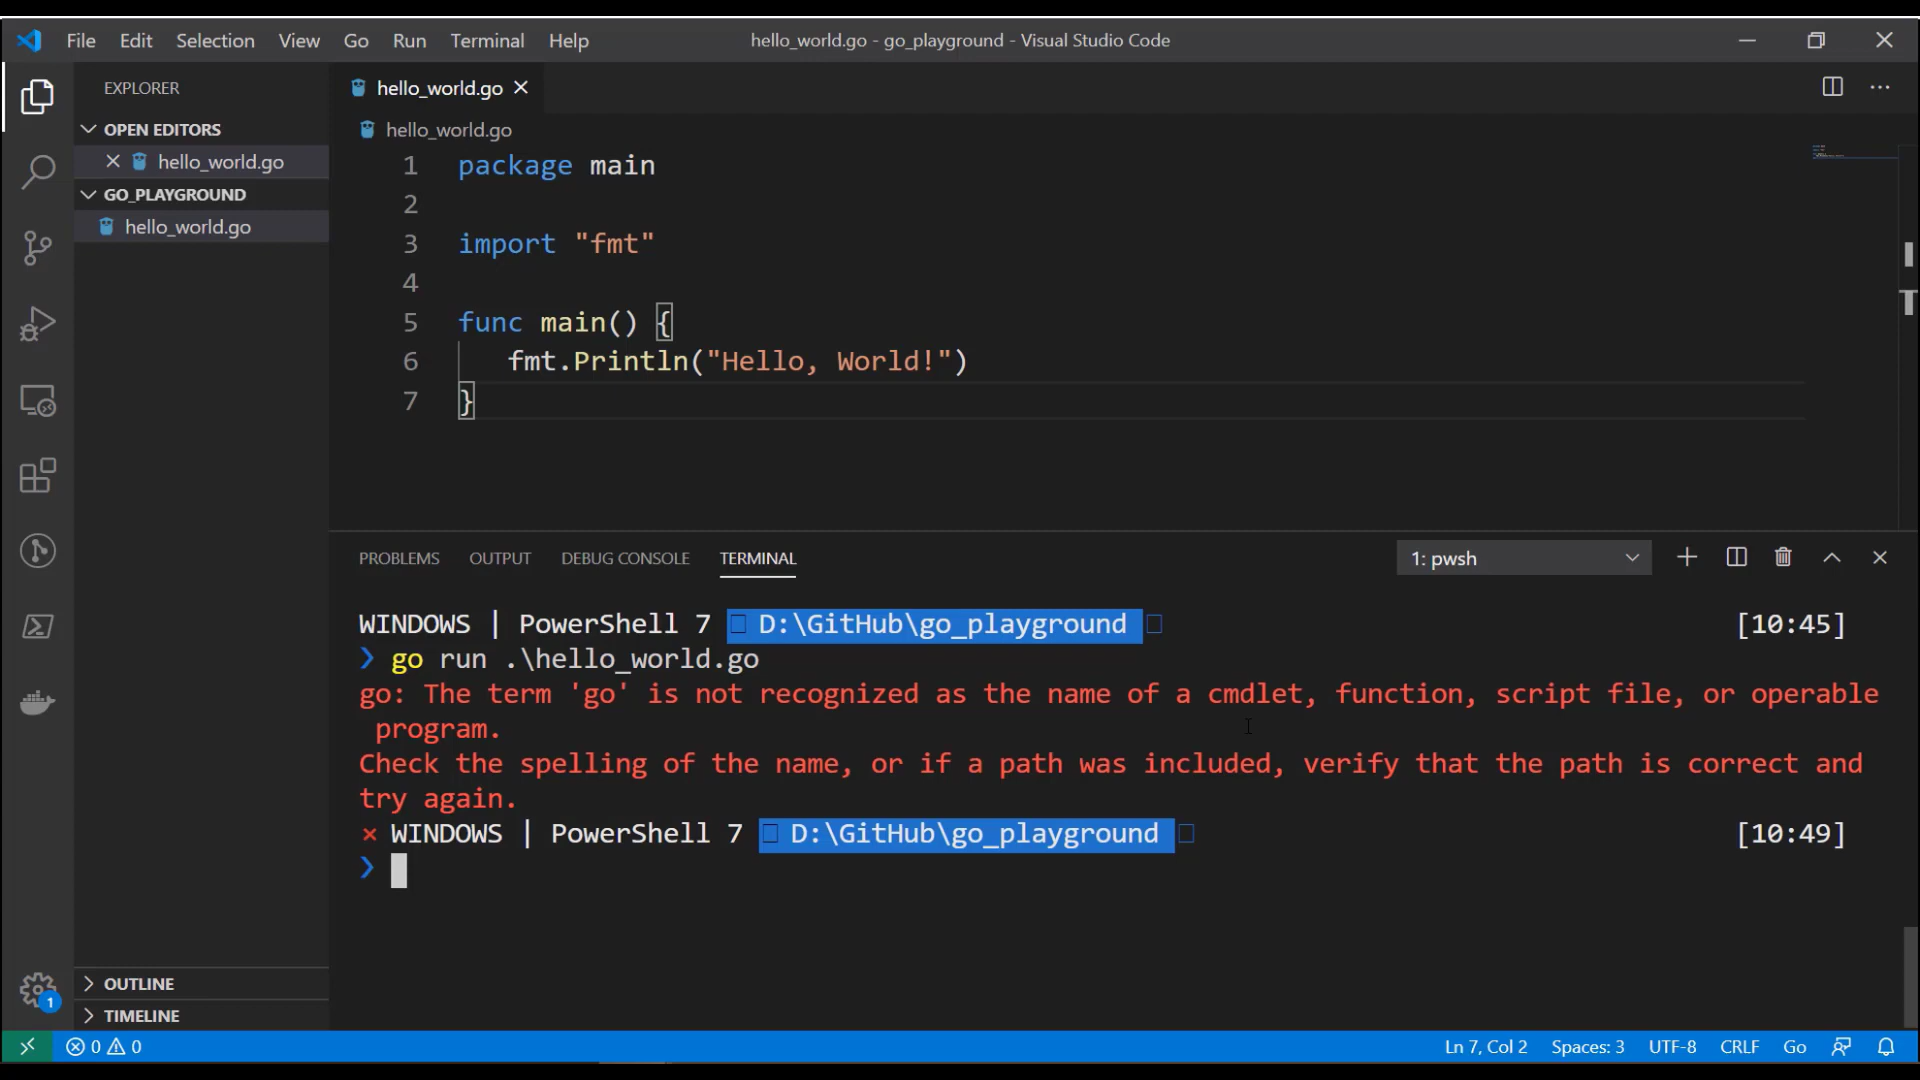 File Edit Selection View Go Run Terminal Help hello_world.go - go_playground - Visual Studio Code
EXPLORER
OPEN EDITORS
hello_world.go
GO_PLAYGROUND
hello_world.go
OUTLINE
TIMELINE
1
hello_world.go
hello_world.go
1 package main
2
3 import "fmt"
4
5 func main() {
6 fmt.Println("Hello, World!")
7 }
PROBLEMS OUTPUT DEBUG CONSOLE TERMINAL 1: pwsh
WINDOWS | PowerShell 7 D:\GitHub\go_playground [10:45]
❯ go run .\hello_world.go
go: The term 'go' is not recognized as the name of a cmdlet, function, script file, or operable
program.
Check the spelling of the name, or if a path was included, verify that the path is correct and
try again.
× WINDOWS | PowerShell 7 D:\GitHub\go_playground [10:49]
❯
0 0 Ln 7, Col 2 Spaces: 3 UTF-8 CRLF Go